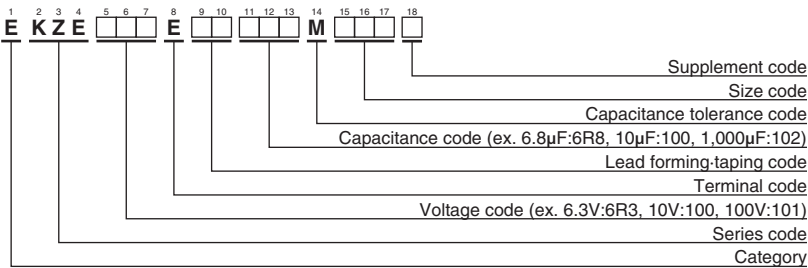 1 2 3 4 5 6 7 8 9 10 11 12 13 14 15 16 17 18
E K Z E □□□ E □□ □□□ M □□□ □
Supplement code
Size code
Capacitance tolerance code
Capacitance code (ex. 6.8μF:6R8, 10μF:100, 1,000μF:102)
Lead forming·taping code
Terminal code
Voltage code (ex. 6.3V:6R3, 10V:100, 100V:101)
Series code
Category